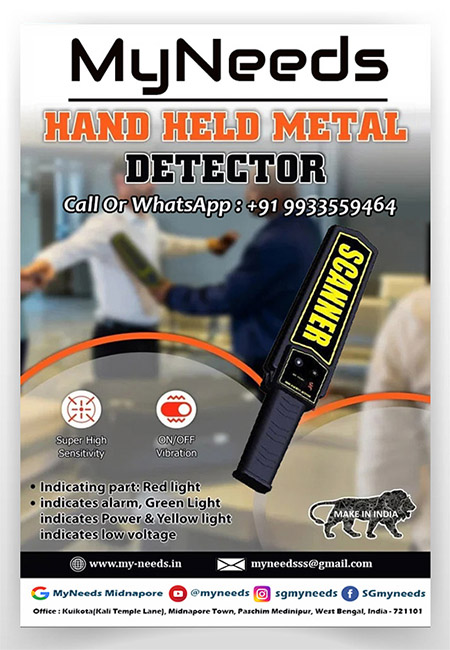 MyNeeds
HAND HELD METAL
DETECTOR
Call Or WhatsApp : +91 9933559464
SCANNER
Super High
Sensitivity
ON/OFF
Vibration
• Indicating part: Red light
• indicates alarm, Green Light
indicates Power & Yellow light
indicates low voltage
MAKE IN INDIA
www.my-needs.in
myneedsss@gmail.com
MyNeeds Midnapore
@myneeds
sgmyneeds
SGmyneeds
Office : Kuikota(Kali Temple Lane), Midnapore Town, Paschim Medinipur, West Bengal, India - 721101